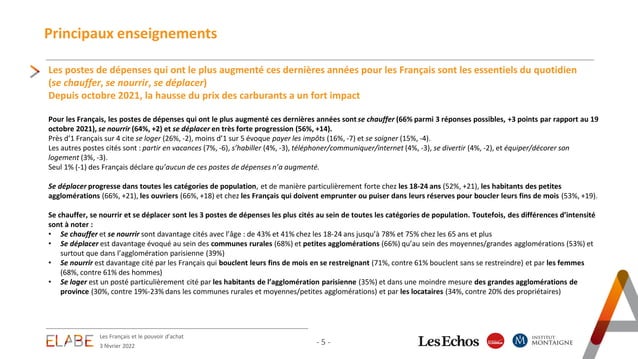 Principaux enseignements
Les postes de dépenses qui ont le plus augmenté ces dernières années pour les Français sont les essentiels du quotidien
(se chauffer, se nourrir, se déplacer)
Depuis octobre 2021, la hausse du prix des carburants a un fort impact
Pour les Français, les postes de dépenses qui ont le plus augmenté ces dernières années sont se chauffer (66% parmi 3 réponses possibles, +3 points par rapport au 19
octobre 2021), se nourrir (64%, +2) et se déplacer en très forte progression (56%, +14).
Près d'1 Français sur 4 cite se loger (26%, -2), moins d'1 sur 5 évoque payer les impôts (16%, -7) et se soigner (15%, -4).
Les autres postes cités sont : partir en vacances (7%, -6), s'habiller (4%, -3), téléphoner/communiquer/internet (4%, -3), se divertir (4%, -2), et équiper/décorer son
logement (3%, -3).
Seul 1% (-1) des Français déclare qu'aucun de ces postes de dépenses n'a augmenté.
Se déplacer progresse dans toutes les catégories de population, et de manière particulièrement forte chez les 18-24 ans (52%, +21), les habitants des petites
agglomérations (66%, +21), les ouvriers (66%, +18) et chez les Français qui doivent emprunter ou puiser dans leurs réserves pour boucler leurs fins de mois (53%, +19).
Se chauffer, se nourrir et se déplacer sont les 3 postes de dépenses les plus cités au sein de toutes les catégories de population. Toutefois, des différences d'intensité
sont à noter :
• Se chauffer et se nourrir sont davantage cités avec l'âge : de 43% et 41% chez les 18-24 ans jusqu'à 78% et 75% chez les 65 ans et plus
• Se déplacer est davantage évoqué au sein des communes rurales (68%) et petites agglomérations (66%) qu'au sein des moyennes/grandes agglomérations (53%) et
surtout que dans l'agglomération parisienne (39%)
• Se nourrir est davantage cité par les Français qui bouclent leurs fins de mois en se restreignant (71%, contre 61% bouclent sans se restreindre) et par les femmes
(68%, contre 61% des hommes)
• Se loger est un posté particulièrement cité par les habitants de l'agglomération parisienne (35%) et dans une moindre mesure des grandes agglomérations de
province (30%, contre 19%-23% dans les communes rurales et moyennes/petites agglomérations) et par les locataires (34%, contre 20% des propriétaires)
ELABE
Les Français et le pouvoir d'achat
3 février 2022
- 5 -
Les Echos
INSTITUT
MONTAIGNE